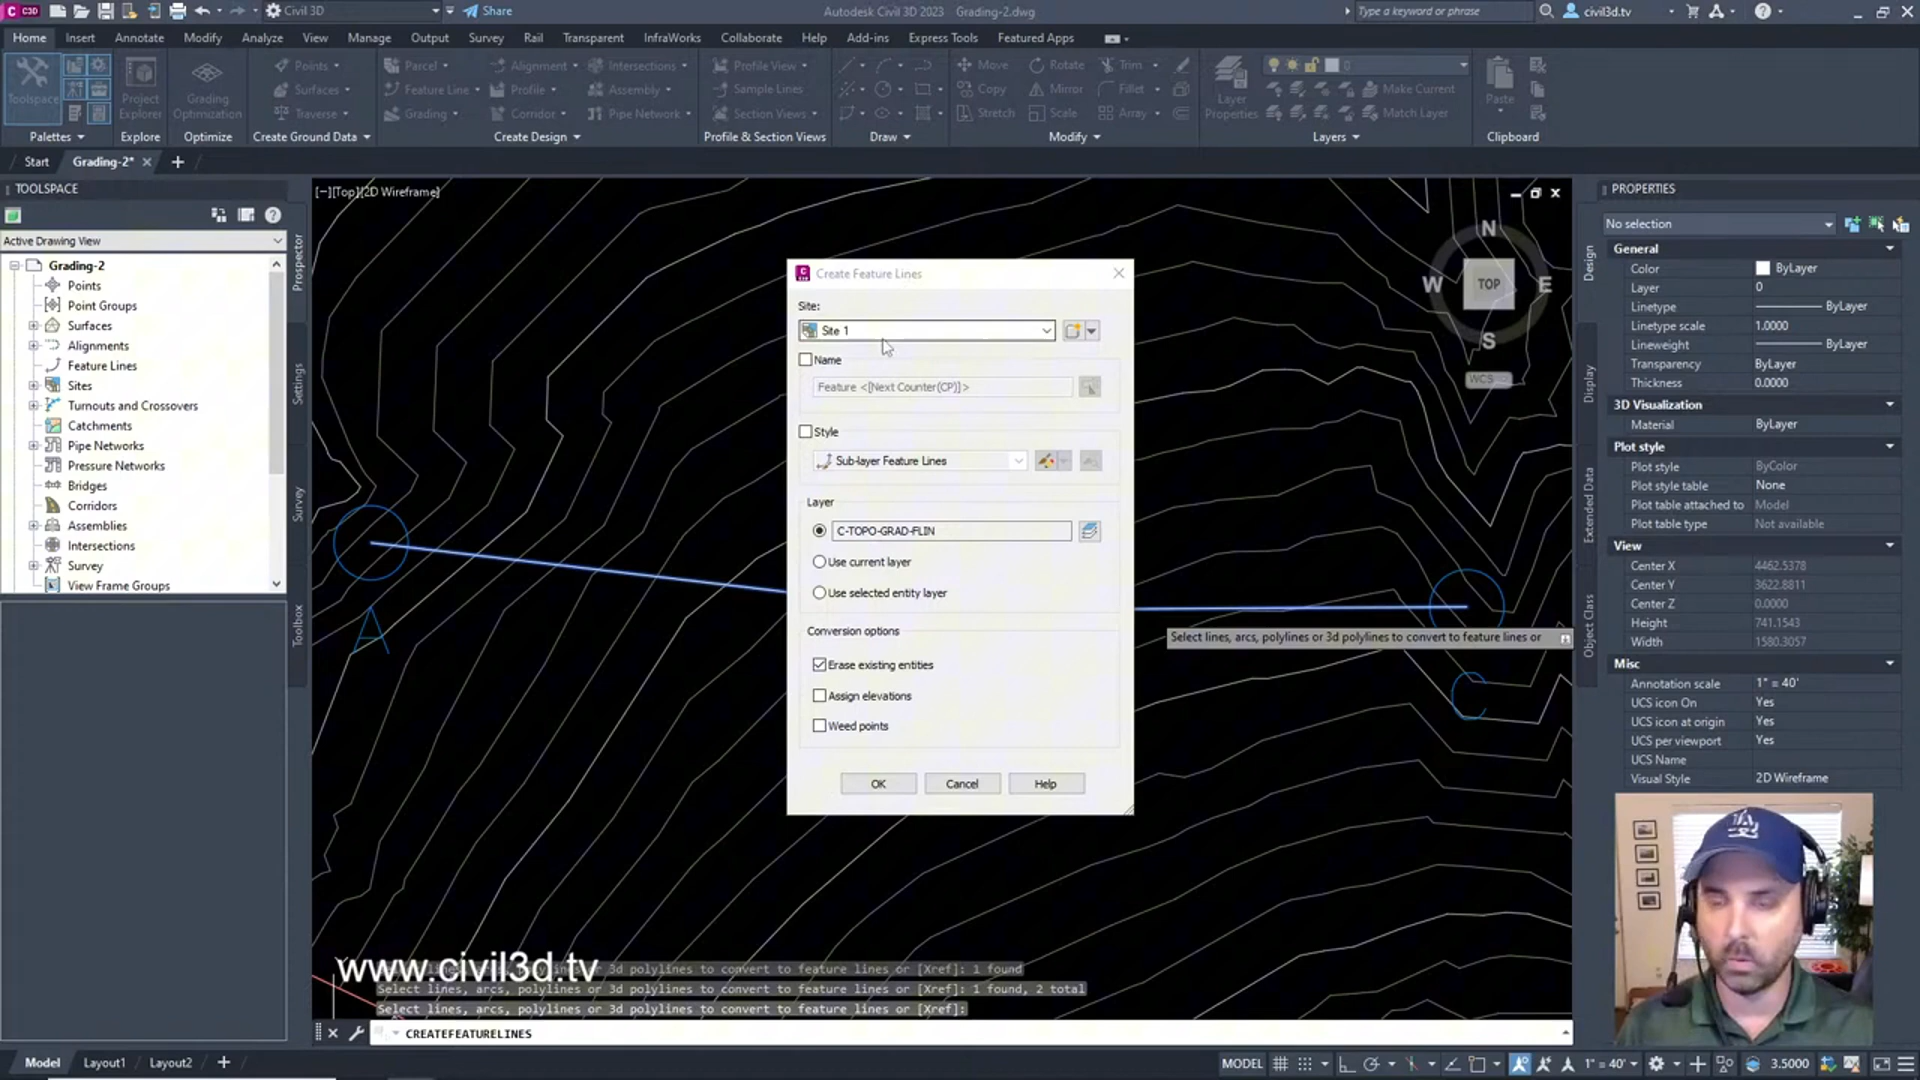 C3D Civil 3D Share Autodesk Civil 3D 2023 Grading-2.dwg Type a keyword or phrase civil3d.tv
Home Insert Annotate Modify Analyze View Manage Output Survey Rail Transparent InfraWorks Collaborate Help Add-ins Express Tools Featured Apps
Toolspace Project Explorer Grading Optimization Points Parcel Alignment Intersections Profile View Move Rotate Trim 0 Layer Properties Paste
Surfaces Feature Line Profile Assembly Sample Lines Copy Mirror Fillet Make Current
Traverse Grading Corridor Pipe Network Section Views Stretch Scale Array Match Layer
Palettes Explore Optimize Create Ground Data Create Design Profile & Section Views Draw Modify Layers Clipboard
Start Grading-2*
TOOLSPACE
Active Drawing View
Grading-2
Points
Point Groups
Surfaces
Alignments
Feature Lines
Sites
Turnouts and Crossovers
Catchments
Pipe Networks
Pressure Networks
Bridges
Corridors
Assemblies
Intersections
Survey
View Frame Groups
Prospector
Settings
Survey
Toolbox
[−][Top][2D Wireframe]
N
W TOP E
S
WCS
A
C
Create Feature Lines
Site:
Site 1
Name
Feature <[Next Counter(CP)]>
Style
Sub-layer Feature Lines
Layer
C-TOPO-GRAD-FLIN
Use current layer
Use selected entity layer
Conversion options
Erase existing entities
Assign elevations
Weed points
OK Cancel Help
Select lines, arcs, polylines or 3d polylines to convert to feature lines or
www.civil3d.tv
to 3d polylines to convert to feature lines or [Xref]: 1 found
Select lines, arcs, polylines or 3d polylines to convert to feature lines or [Xref]: 1 found, 2 total
Select lines, arcs, polylines or 3d polylines to convert to feature lines or [Xref]:
CREATEFEATURELINES
PROPERTIES
No selection
Design
Display
Extended Data
Object Class
General
Color ByLayer
Layer 0
Linetype ByLayer
Linetype scale 1.0000
Lineweight ByLayer
Transparency ByLayer
Thickness 0.0000
3D Visualization
Material ByLayer
Plot style
Plot style ByColor
Plot style table None
Plot table attached to Model
Plot table type Not available
View
Center X 4462.5378
Center Y 3622.8811
Center Z 0.0000
Height 741.1543
Width 1580.3057
Misc
Annotation scale 1" = 40'
UCS icon On Yes
UCS icon at origin Yes
UCS per viewport Yes
UCS Name
Visual Style 2D Wireframe
LA
Model Layout1 Layout2 MODEL 1" = 40' 3.5000